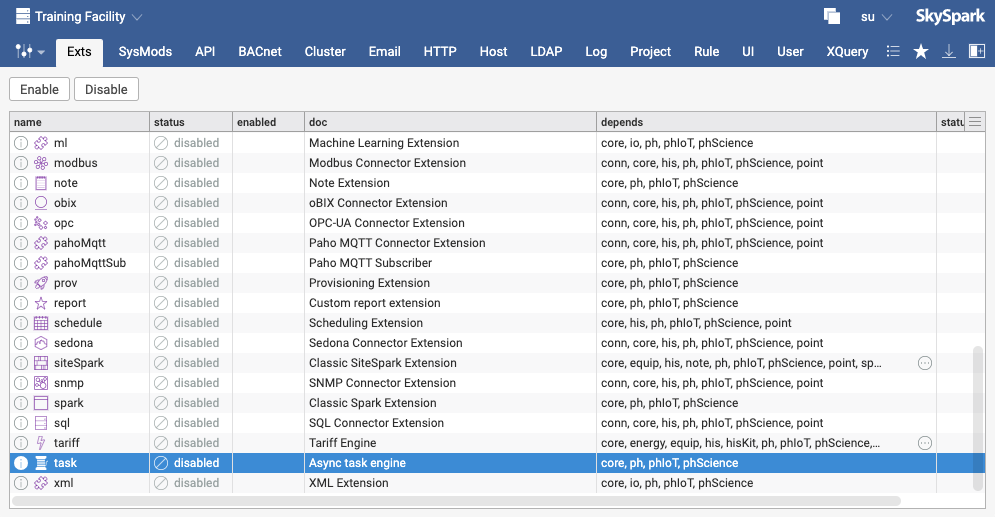 Training Facility su SkySpark
Exts SysMods API BACnet Cluster Email HTTP Host LDAP Log Project Rule UI User XQuery
Enable Disable
name status enabled doc depends statu
ml disabled Machine Learning Extension core, io, ph, phIoT, phScience
modbus disabled Modbus Connector Extension conn, core, his, ph, phIoT, phScience, point
note disabled Note Extension core, ph, phIoT, phScience
obix disabled oBIX Connector Extension conn, core, his, ph, phIoT, phScience, point
opc disabled OPC-UA Connector Extension conn, core, his, ph, phIoT, phScience, point
pahoMqtt disabled Paho MQTT Connector Extension conn, core, his, ph, phIoT, phScience, point
pahoMqttSub disabled Paho MQTT Subscriber core, ph, phIoT, phScience
prov disabled Provisioning Extension core, ph, phIoT, phScience
report disabled Custom report extension core, ph, phIoT, phScience
schedule disabled Scheduling Extension core, his, ph, phIoT, phScience, point
sedona disabled Sedona Connector Extension conn, core, his, ph, phIoT, phScience, point
siteSpark disabled Classic SiteSpark Extension core, equip, his, note, ph, phIoT, phScience, point, sp...
snmp disabled SNMP Connector Extension conn, core, his, ph, phIoT, phScience, point
spark disabled Classic Spark Extension core, ph, phIoT, phScience
sql disabled SQL Connector Extension conn, core, his, ph, phIoT, phScience, point
tariff disabled Tariff Engine core, energy, equip, his, hisKit, ph, phIoT, phScience,...
task disabled Async task engine core, ph, phIoT, phScience
xml disabled XML Extension core, io, ph, phIoT, phScience